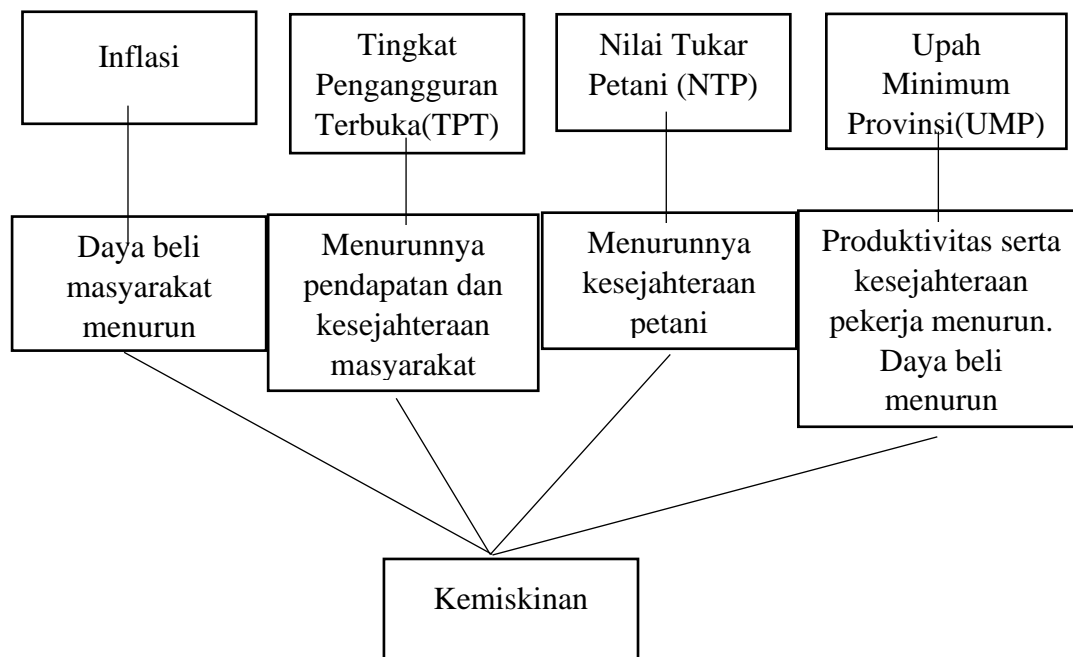 Inflasi
Tingkat
Pengangguran
Terbuka(TPT)
Nilai Tukar
Petani (NTP)
Upah
Minimum
Provinsi(UMP)
Daya beli
masyarakat
menurun
Menurunnya
pendapatan dan
kesejahteraan
masyarakat
Menurunnya
kesejahteraan
petani
Produktivitas serta
kesejahteraan
pekerja menurun.
Daya beli
menurun
Kemiskinan